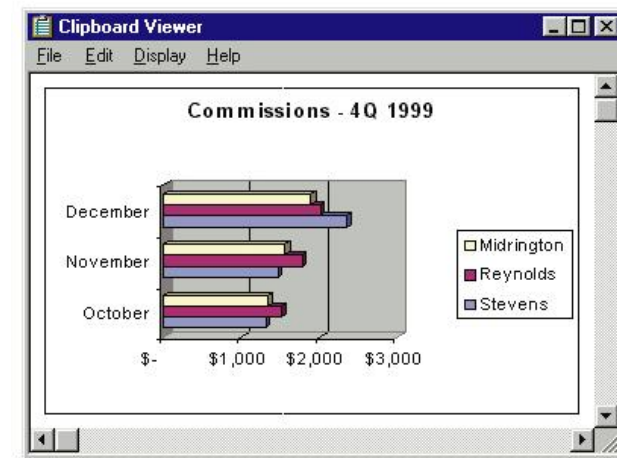 Clipboard Viewer
File Edit Display Help
Commissions - 4Q 1999
December
November
October
$- $1,000 $2,000 $3,000
Midrington
Reynolds
Stevens